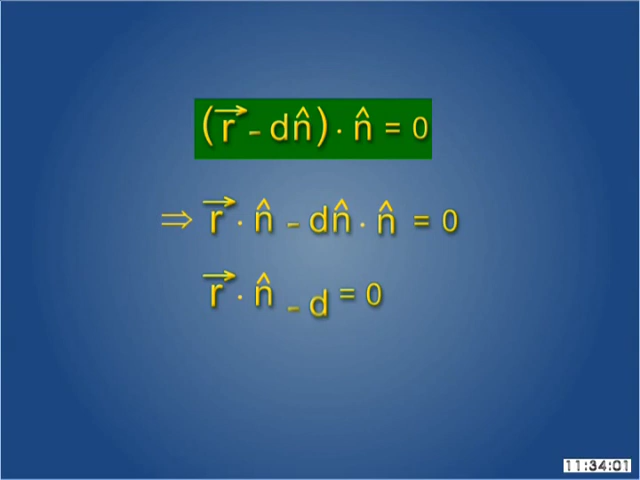 (r⃗ - dn̂) · n̂ = 0
⇒ r⃗ · n̂ - dn̂ · n̂ = 0
r⃗ · n̂ - d = 0
11:34:01